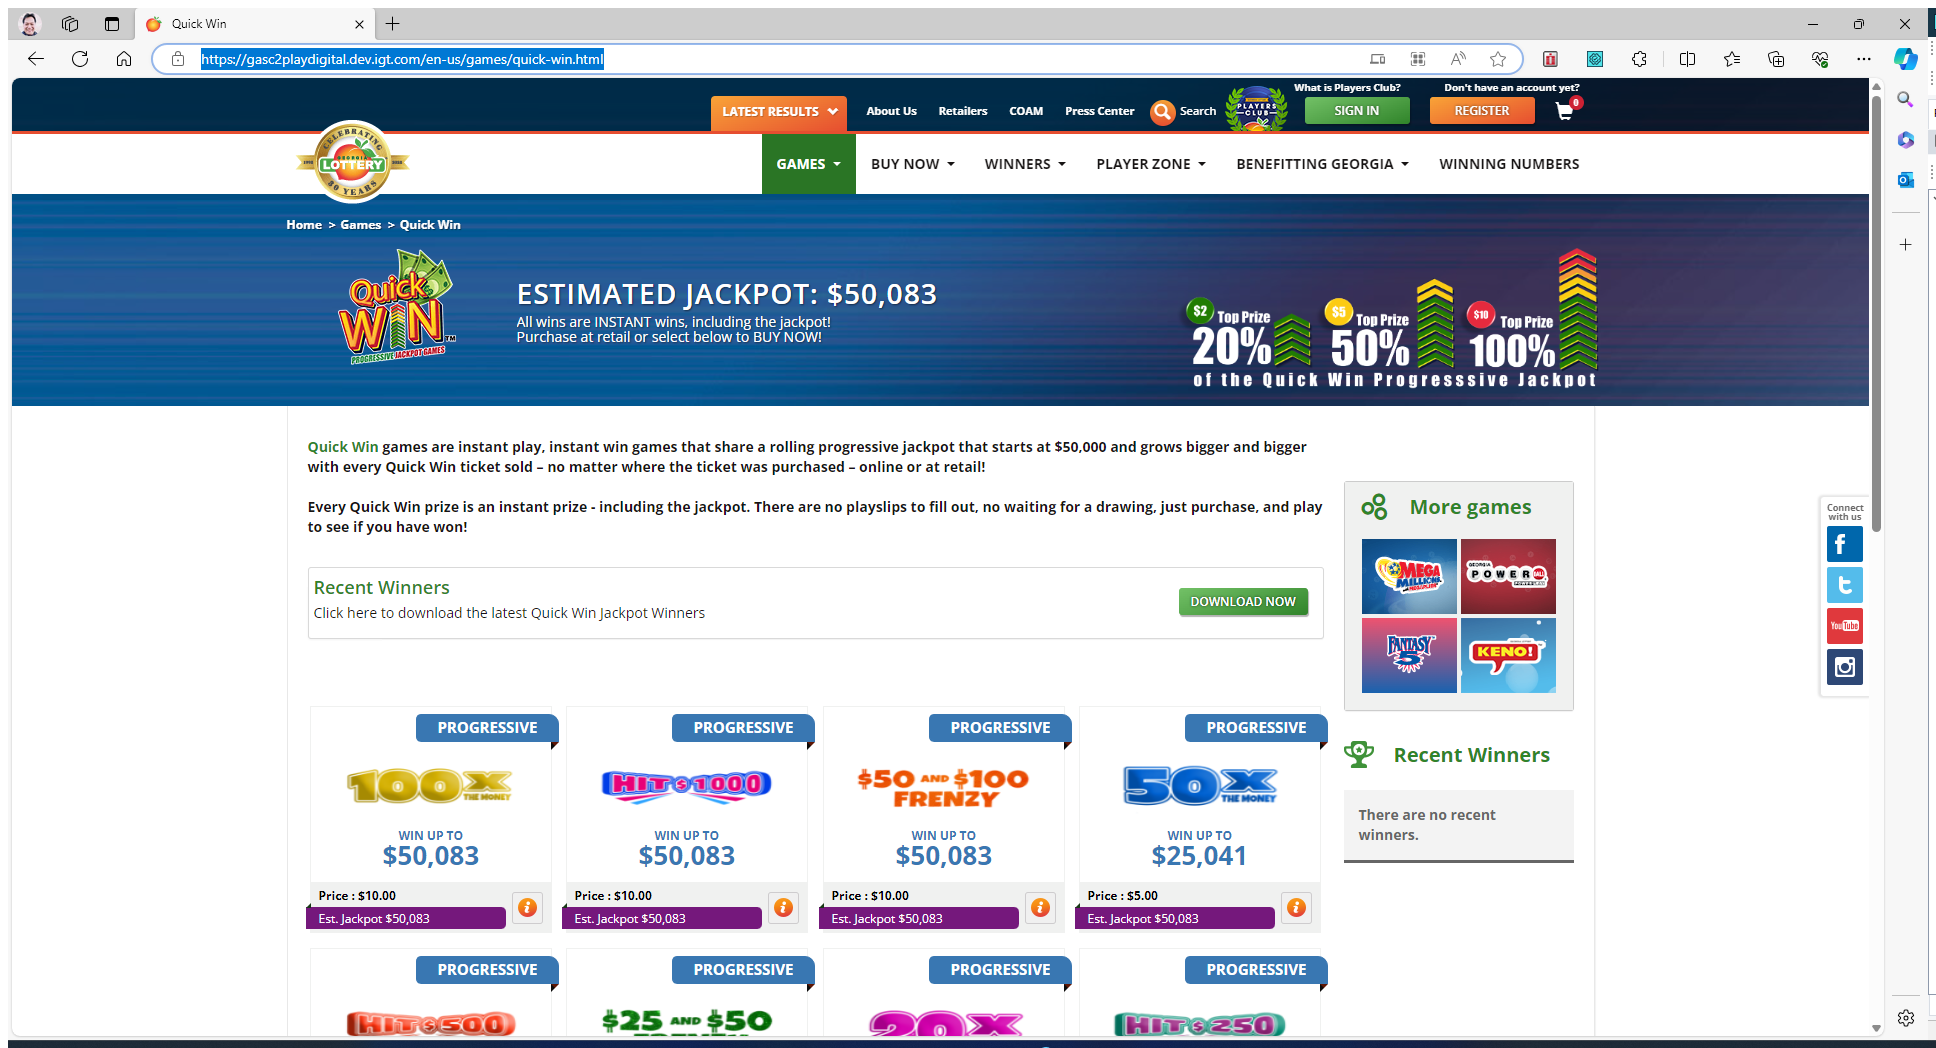 Quick Win
https://gasc2playdigital.dev.igt.com/en-us/games/quick-win.html
What is Players Club?
Don't have an account yet?
LATEST RESULTS
About Us
Retailers
COAM
Press Center
Search
PLAYERS
CLUB
SIGN IN
REGISTER
0
CELEBRATING
GEORGIA
LOTTERY
30 YEARS
GAMES
BUY NOW
WINNERS
PLAYER ZONE
BENEFITTING GEORGIA
WINNING NUMBERS
Home > Games > Quick Win
Quick
WIN™
PROGRESSIVE JACKPOT GAMES
ESTIMATED JACKPOT: $50,083
All wins are INSTANT wins, including the jackpot!
Purchase at retail or select below to BUY NOW!
$2 Top Prize
20%
$5 Top Prize
50%
$10 Top Prize
100%
of the Quick Win Progresssive Jackpot
Quick Win games are instant play, instant win games that share a rolling progressive jackpot that starts at $50,000 and grows bigger and bigger
with every Quick Win ticket sold – no matter where the ticket was purchased – online or at retail!
Every Quick Win prize is an instant prize - including the jackpot. There are no playslips to fill out, no waiting for a drawing, just purchase, and play
to see if you have won!
Recent Winners
Click here to download the latest Quick Win Jackpot Winners
DOWNLOAD NOW
More games
MEGA
MILLIONS
GEORGIA
POWERBALL
FANTASY
5
KENO!
Recent Winners
There are no recent
winners.
Connect
with us
YouTube
PROGRESSIVE
100X
THE MONEY
WIN UP TO
$50,083
Price : $10.00
Est. Jackpot $50,083
PROGRESSIVE
HIT $1000
WIN UP TO
$50,083
Price : $10.00
Est. Jackpot $50,083
PROGRESSIVE
$50 AND $100
FRENZY
WIN UP TO
$50,083
Price : $10.00
Est. Jackpot $50,083
PROGRESSIVE
50X
THE MONEY
WIN UP TO
$25,041
Price : $5.00
Est. Jackpot $50,083
PROGRESSIVE
HIT $500
PROGRESSIVE
$25 AND $50
PROGRESSIVE
20X
PROGRESSIVE
HIT $250